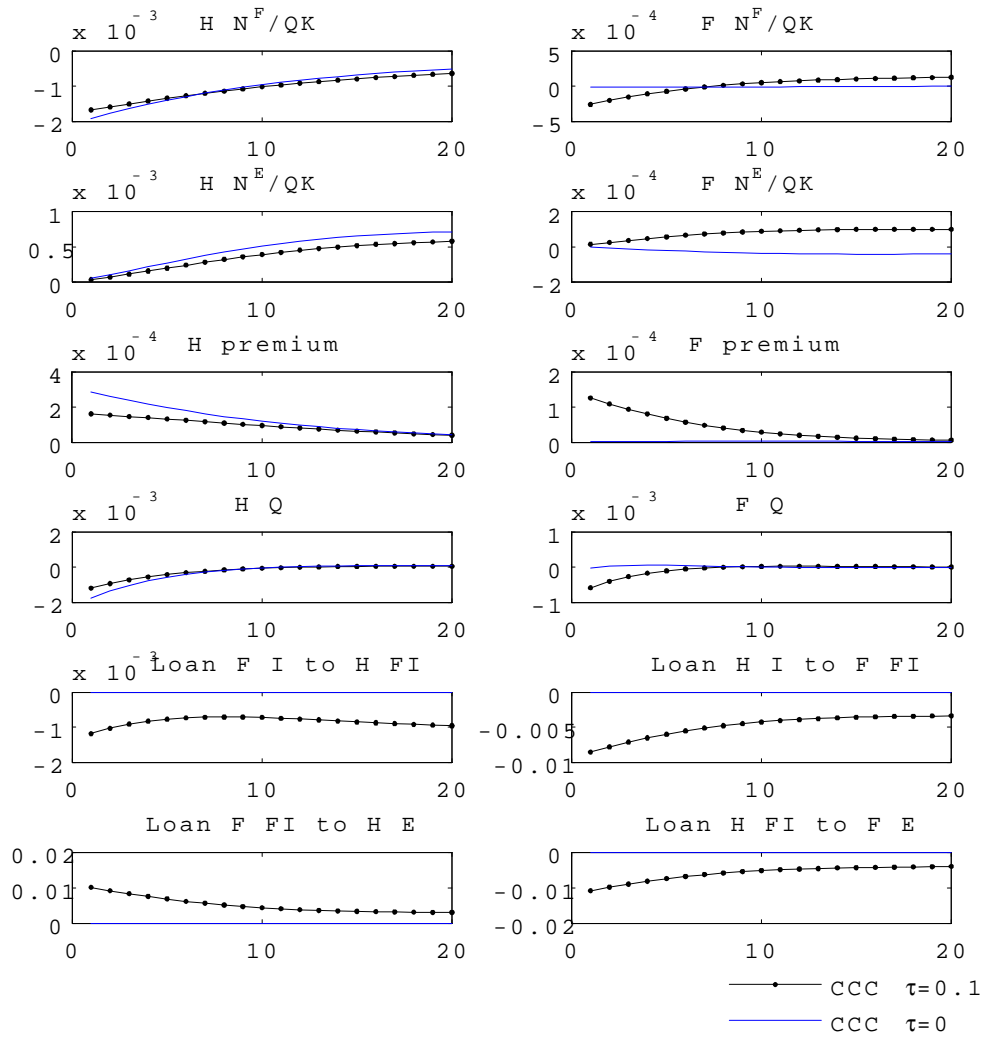 x 10^-3 H N^F/QK
0
-1
-2
0 10 20
x 10^-4 F N^F/QK
5
0
-5
0 10 20
x 10^-3 H N^E/QK
1
0.5
0
0 10 20
x 10^-4 F N^E/QK
2
0
-2
0 10 20
x 10^-4 H premium
4
2
0
0 10 20
x 10^-4 F premium
2
1
0
0 10 20
x 10^-3 H Q
2
0
-2
0 10 20
x 10^-3 F Q
1
0
-1
0 10 20
x 10^-3 Loan F I to H FI
0
-1
-2
0 10 20
Loan H I to F FI
0
-0.005
-0.01
0 10 20
Loan F FI to H E
0.02
0.01
0
0 10 20
Loan H FI to F E
0
-0.01
-0.02
0 10 20
CCC τ=0.1
CCC τ=0